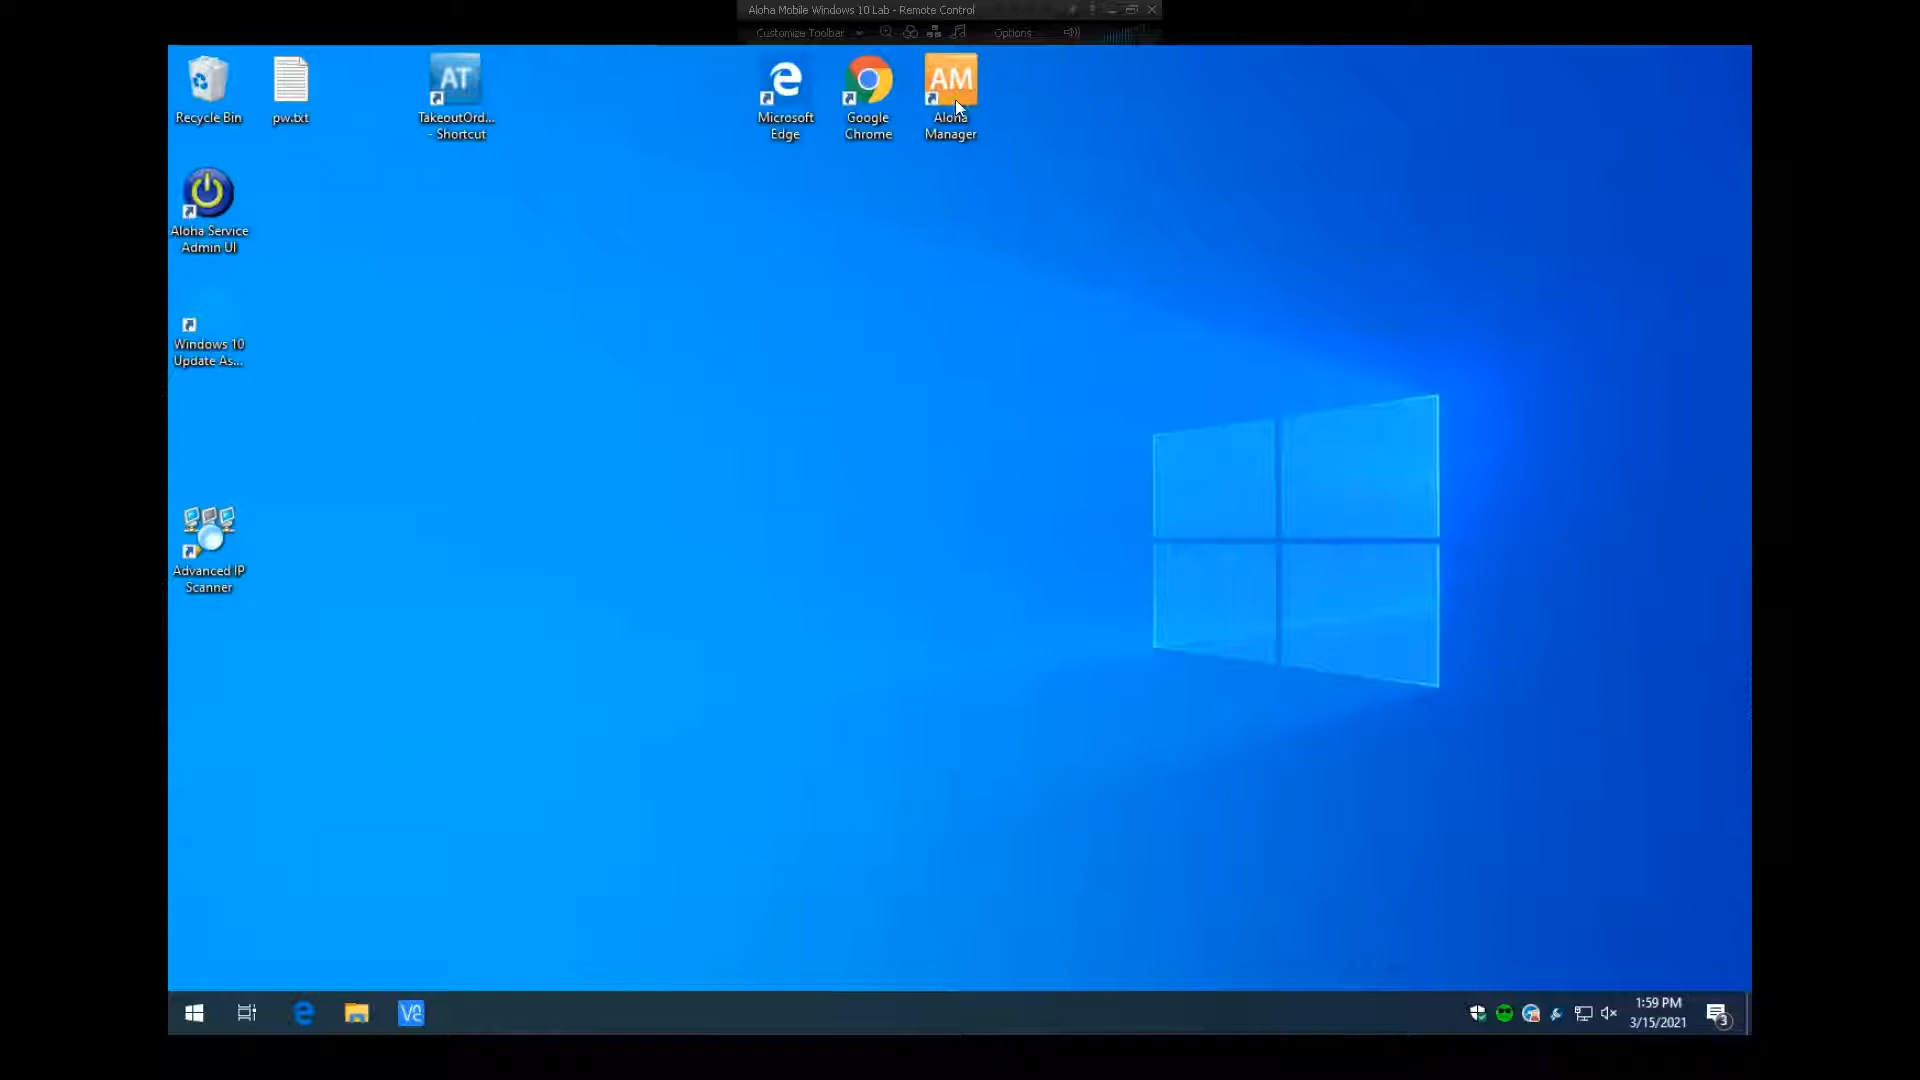 Aloha Mobile Windows 10 Lab - Remote Control
Customize Toolbar
Options
Recycle Bin
pw.txt
AT
TakeoutOrd...
- Shortcut
Microsoft
Edge
Google
Chrome
AM
Aloha
Manager
Aloha Service
Admin UI
Windows 10
Update As...
Advanced IP
Scanner
V2
1:59 PM
3/15/2021
3